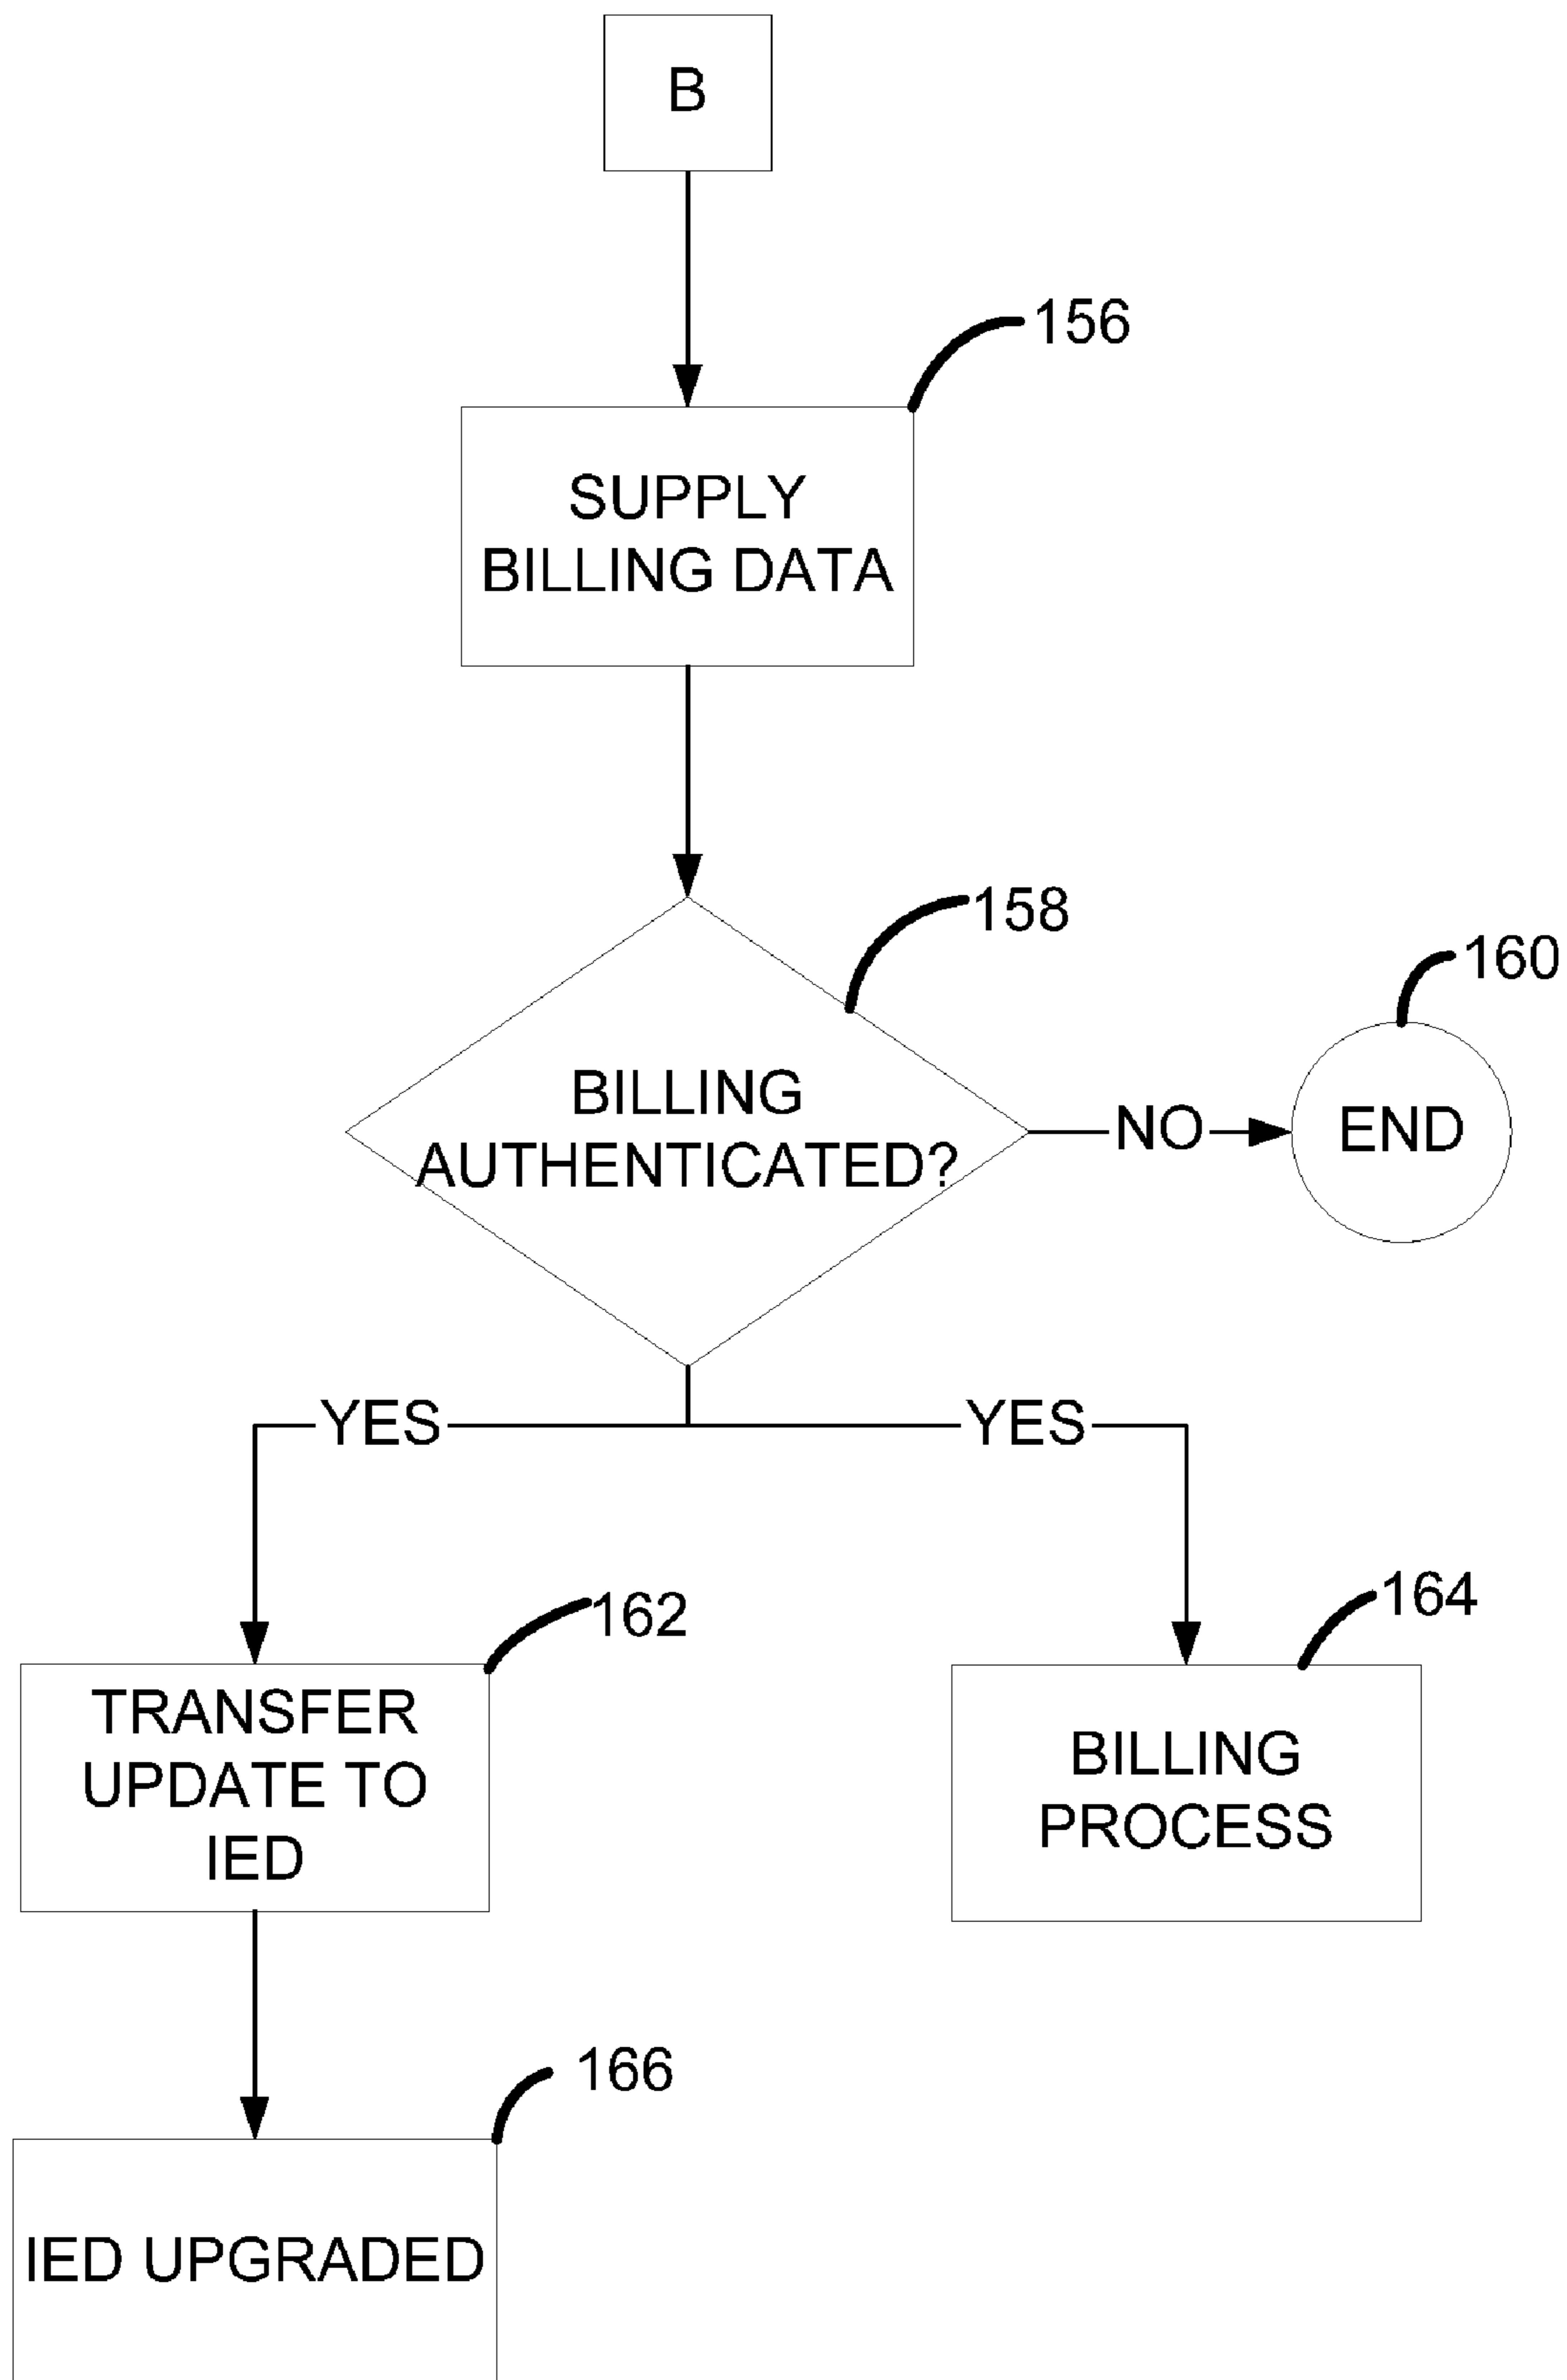 B
156
SUPPLY
BILLING DATA
158
160
BILLING
AUTHENTICATED?
NO
END
YES
YES
162
164
TRANSFER
UPDATE TO
IED
BILLING
PROCESS
166
IED UPGRADED